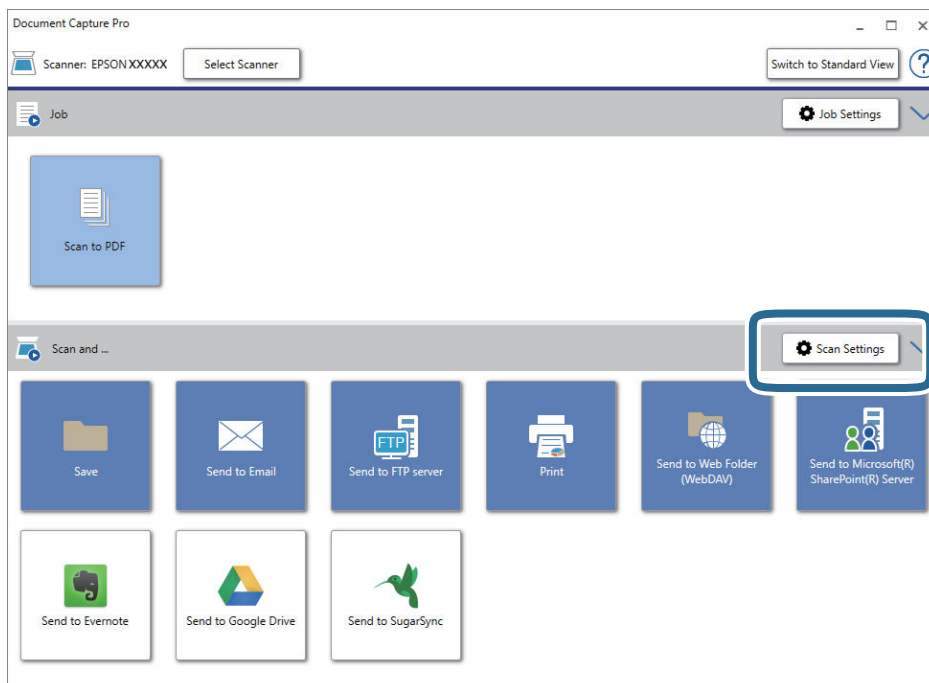 Document Capture Pro
Scanner: EPSON XXXXX
Select Scanner
Switch to Standard View
?
Job
Job Settings
Scan to PDF
Scan and ...
Scan Settings
Save
Send to Email
FTP
Send to FTP server
Print
Send to Web Folder
(WebDAV)
Send to Microsoft(R)
SharePoint(R) Server
Send to Evernote
Send to Google Drive
Send to SugarSync